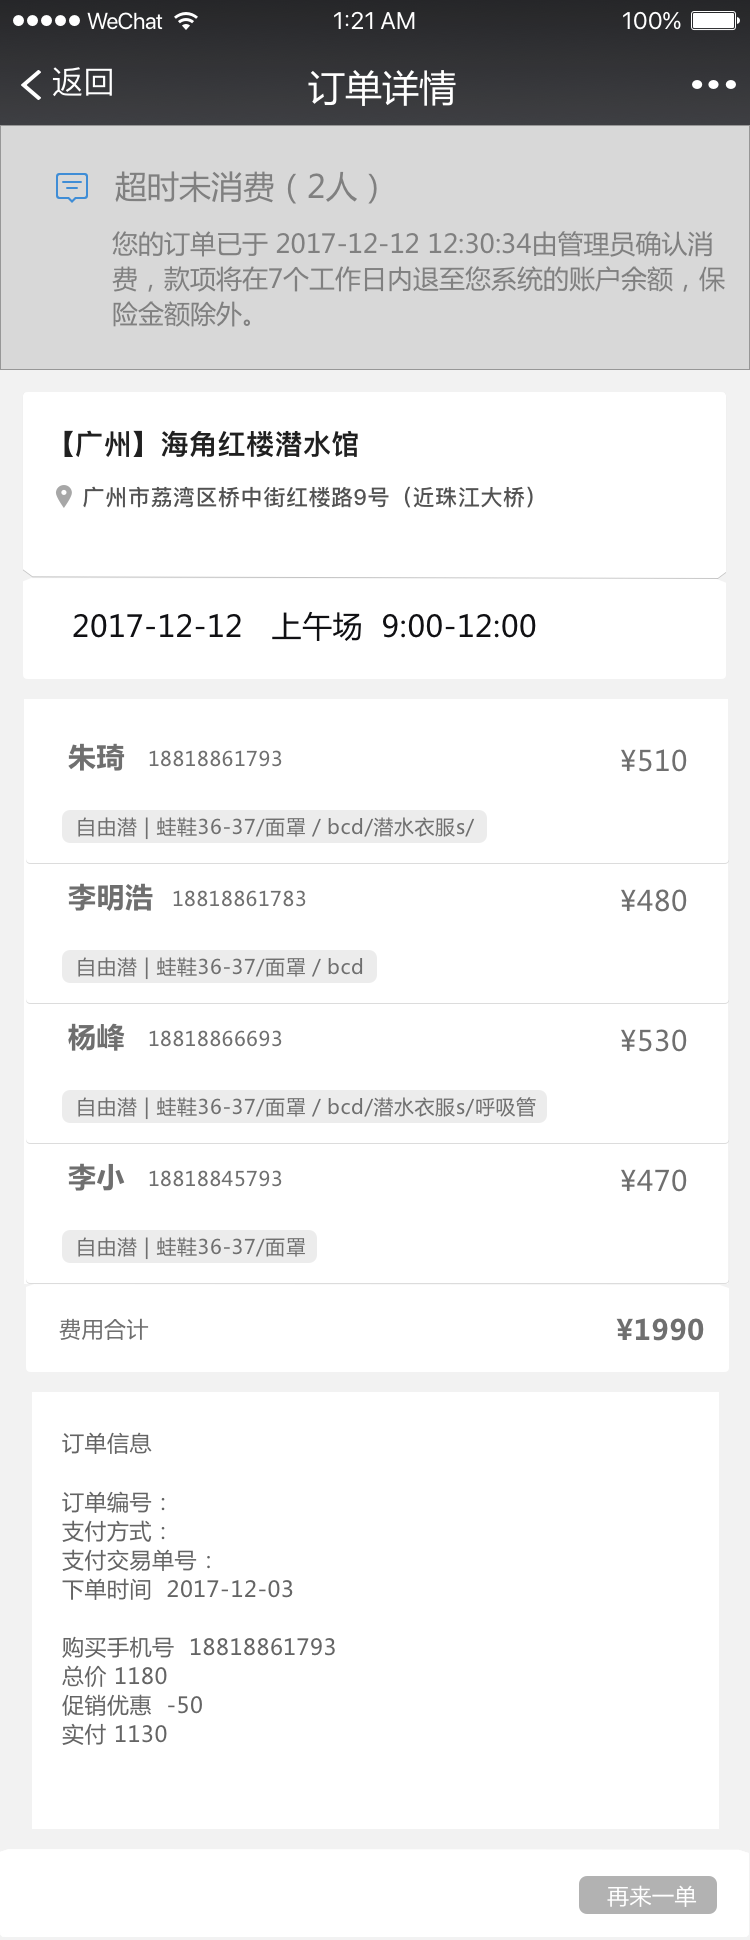 WeChat 1:21 AM 100%
返回 订单详情
超时未消费（2人）
您的订单已于 2017-12-12 12:30:34由管理员确认消
费，款项将在7个工作日内退至您系统的账户余额，保
险金额除外。
【广州】海角红楼潜水馆
广州市荔湾区桥中街红楼路9号（近珠江大桥）
2017-12-12 上午场 9:00-12:00
朱琦 18818861793 ¥510
自由潜 | 蛙鞋36-37/面罩 / bcd/潜水衣服s/
李明浩 18818861783 ¥480
自由潜 | 蛙鞋36-37/面罩 / bcd
杨峰 18818866693 ¥530
自由潜 | 蛙鞋36-37/面罩 / bcd/潜水衣服s/呼吸管
李小 18818845793 ¥470
自由潜 | 蛙鞋36-37/面罩
费用合计 ¥1990
订单信息
订单编号：
支付方式：
支付交易单号：
下单时间 2017-12-03
购买手机号 18818861793
总价 1180
促销优惠 -50
实付 1130
再来一单